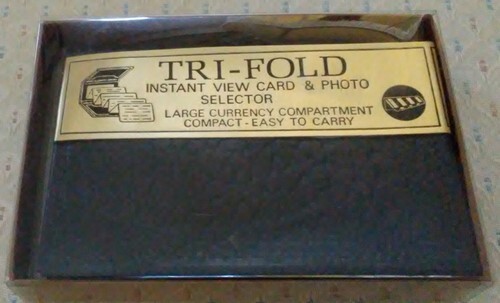 TRI-FOLD
INSTANT VIEW CARD & PHOTO
SELECTOR
LARGE CURRENCY COMPARTMENT
COMPACT - EASY TO CARRY